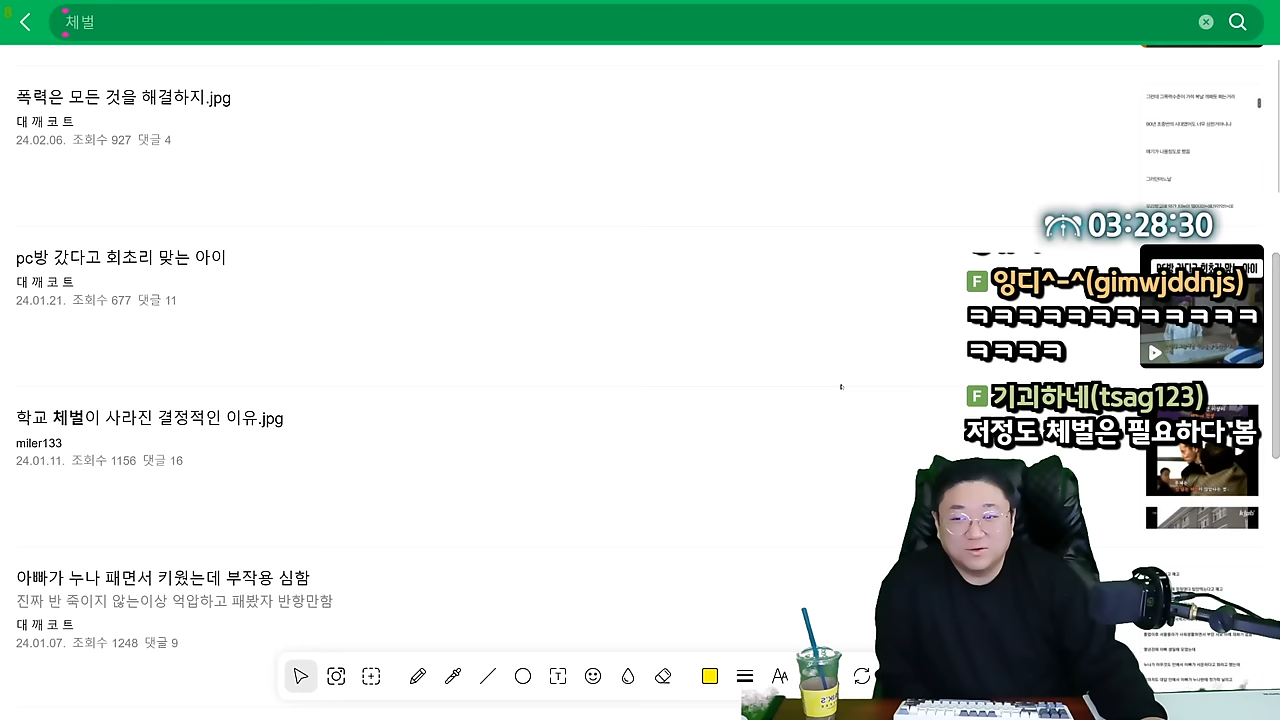 체벌
폭력은 모든 것을 해결하지.jpg
대 깨 코 트
24.02.06. 조회수 927 댓글 4
03:28:30
pc방 갔다고 회초리 맞는 아이
대 깨 코 트
24.01.21. 조회수 677 댓글 11
F 잉디^-^(gimwjddnjs)
ㅋㅋㅋㅋㅋㅋㅋㅋㅋㅋㅋㅋ
ㅋㅋㅋㅋ
F 기괴하네(tsag123)
저정도 체벌은 필요하다 봄
학교 체벌이 사라진 결정적인 이유.jpg
miler133
24.01.11. 조회수 1156 댓글 16
아빠가 누나 패면서 키웠는데 부작용 심함
진짜 반 죽이지 않는이상 억압하고 패봤자 반항만함
대 깨 코 트
24.01.07. 조회수 1248 댓글 9